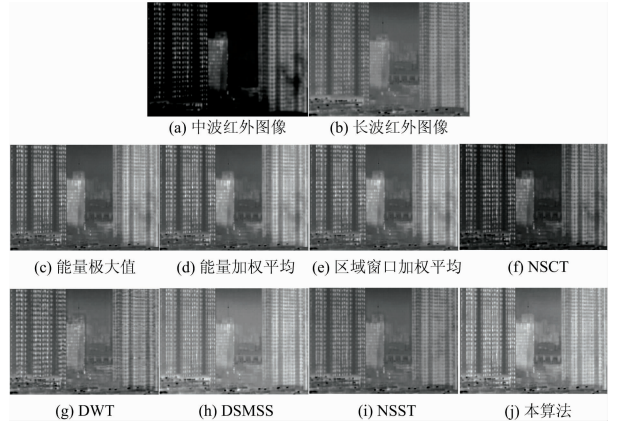 (a) 中波红外图像 (b) 长波红外图像
(c) 能量极大值 (d) 能量加权平均 (e) 区域窗口加权平均 (f) NSCT
(g) DWT (h) DSMSS (i) NSST (j) 本算法